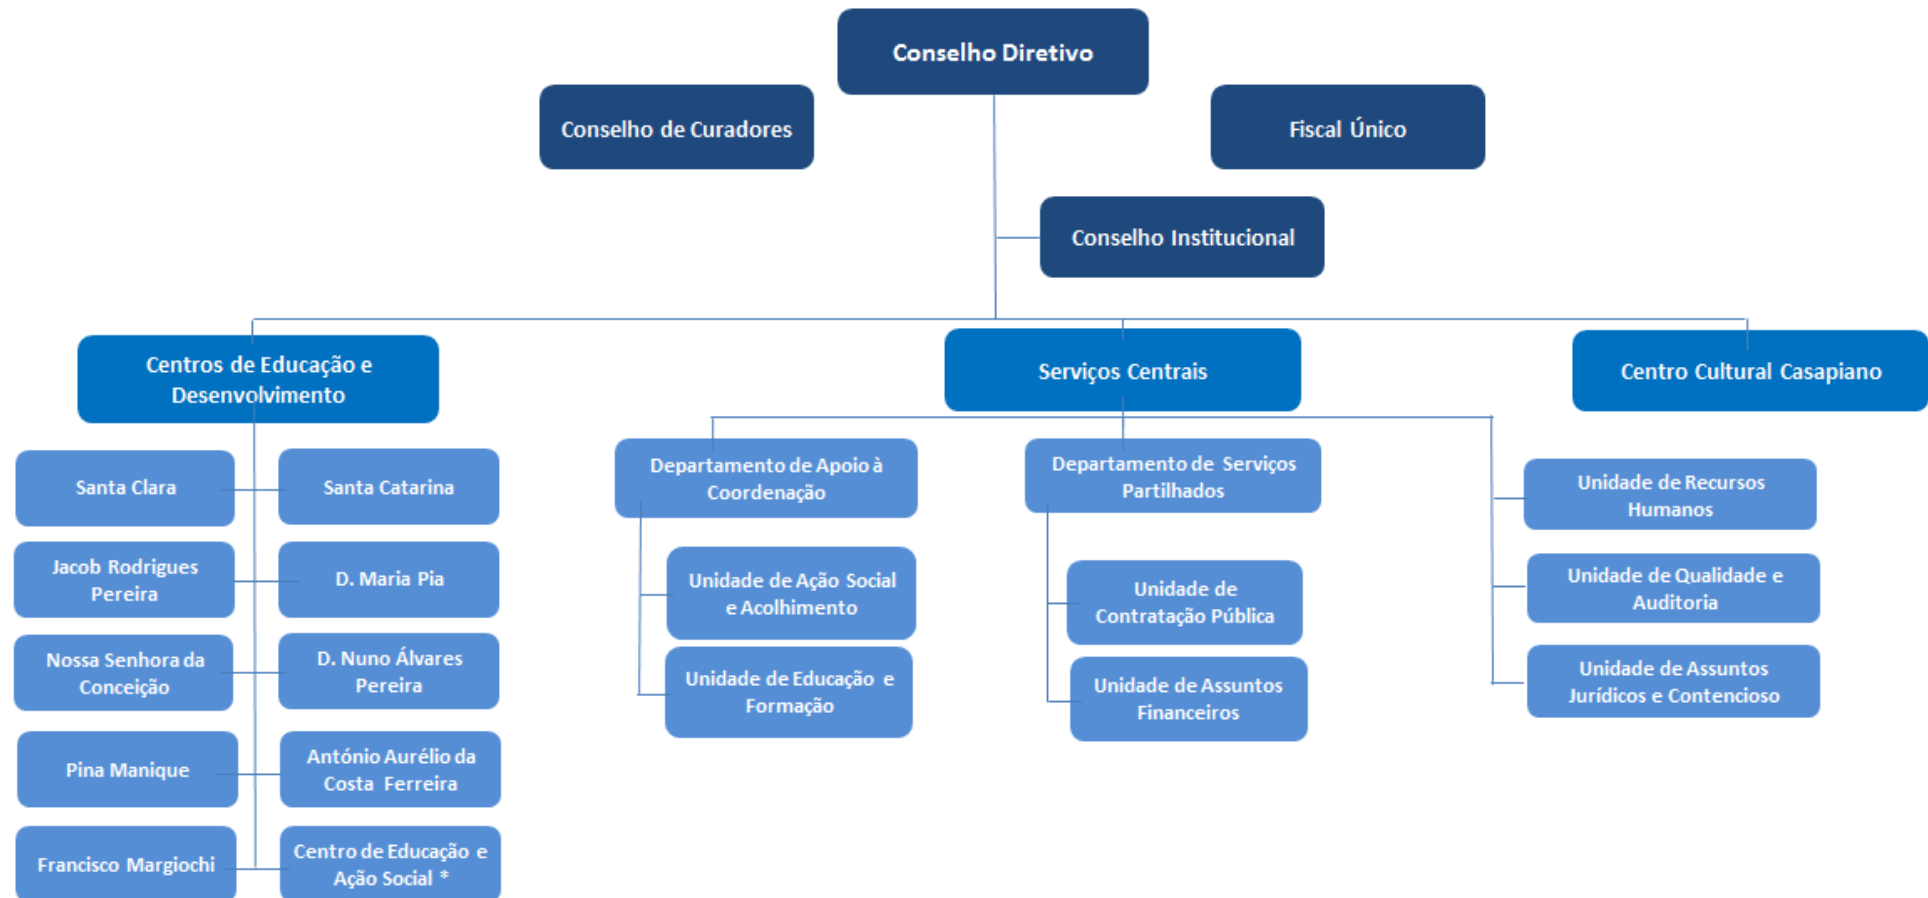 Conselho Diretivo
Conselho de Curadores
Fiscal Único
Conselho Institucional
Centros de Educação e
Desenvolvimento
Serviços Centrais
Centro Cultural Casapiano
Santa Clara
Santa Catarina
Jacob Rodrigues
Pereira
D. Maria Pia
Nossa Senhora da
Conceição
D. Nuno Álvares
Pereira
Pina Manique
António Aurélio da
Costa Ferreira
Francisco Margiochi
Centro de Educação e
Ação Social *
Departamento de Apoio à
Coordenação
Unidade de Ação Social
e Acolhimento
Unidade de Educação e
Formação
Departamento de Serviços
Partilhados
Unidade de
Contratação Pública
Unidade de Assuntos
Financeiros
Unidade de Recursos
Humanos
Unidade de Qualidade e
Auditoria
Unidade de Assuntos
Jurídicos e Contencioso